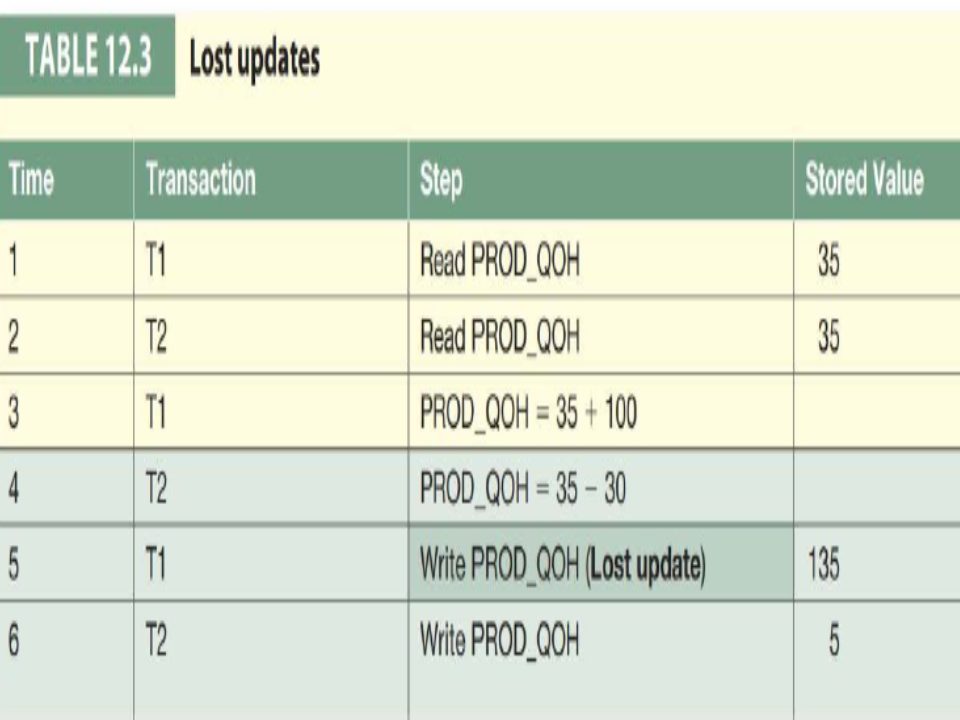 TABLE 12.3 Lost updates
Time Transaction Step Stored Value
1 T1 Read PROD_QOH 35
2 T2 Read PROD_QOH 35
3 T1 PROD_QOH = 35 + 100
4 T2 PROD_QOH = 35 − 30
5 T1 Write PROD_QOH (Lost update) 135
6 T2 Write PROD_QOH 5